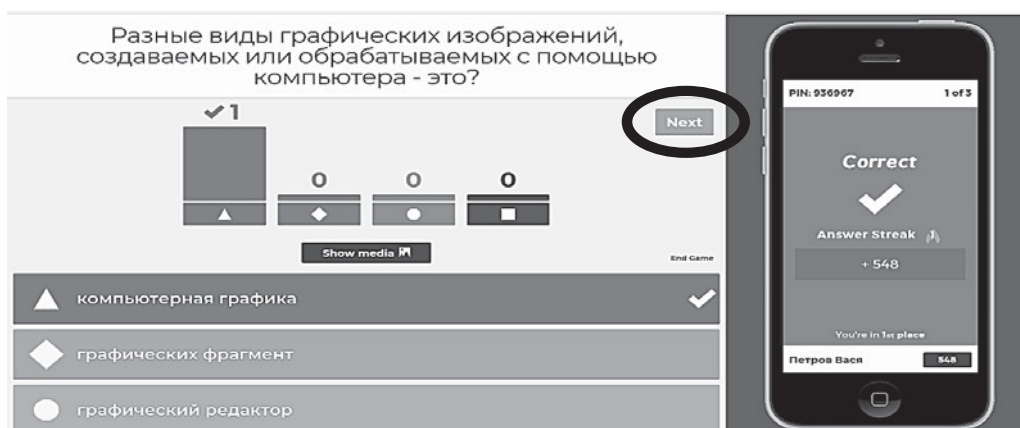 Разные виды графических изображений,
создаваемых или обрабатываемых с помощью
компьютера - это?
1
Next
0
0
0
Show media
End Game
компьютерная графика
графических фрагмент
графический редактор
PIN: 936967
1 of 3
Correct
Answer Streak 1
+ 548
You're in 1st place
Петров Вася
548